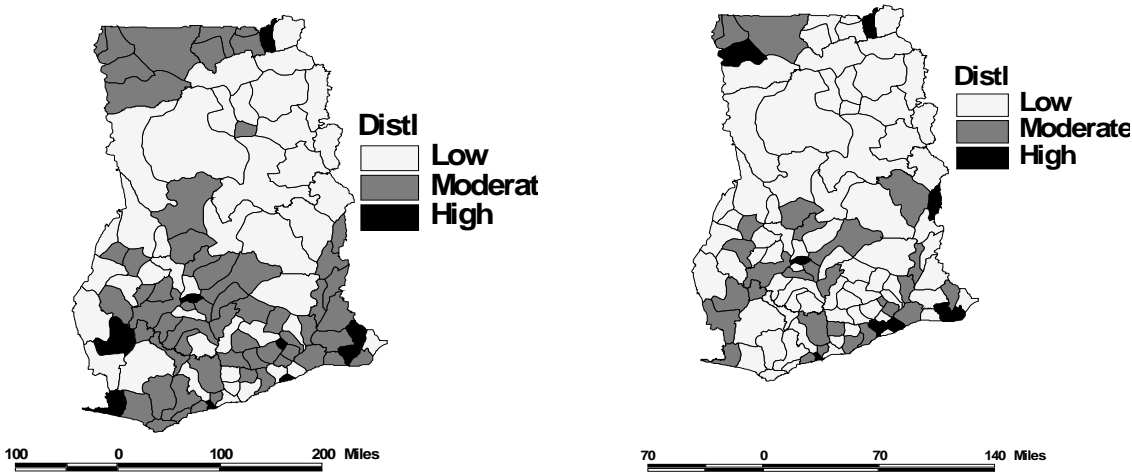 Distl
Low
Moderat
High
100 0 100 200 Miles
Distl
Low
Moderate
High
70 0 70 140 Miles